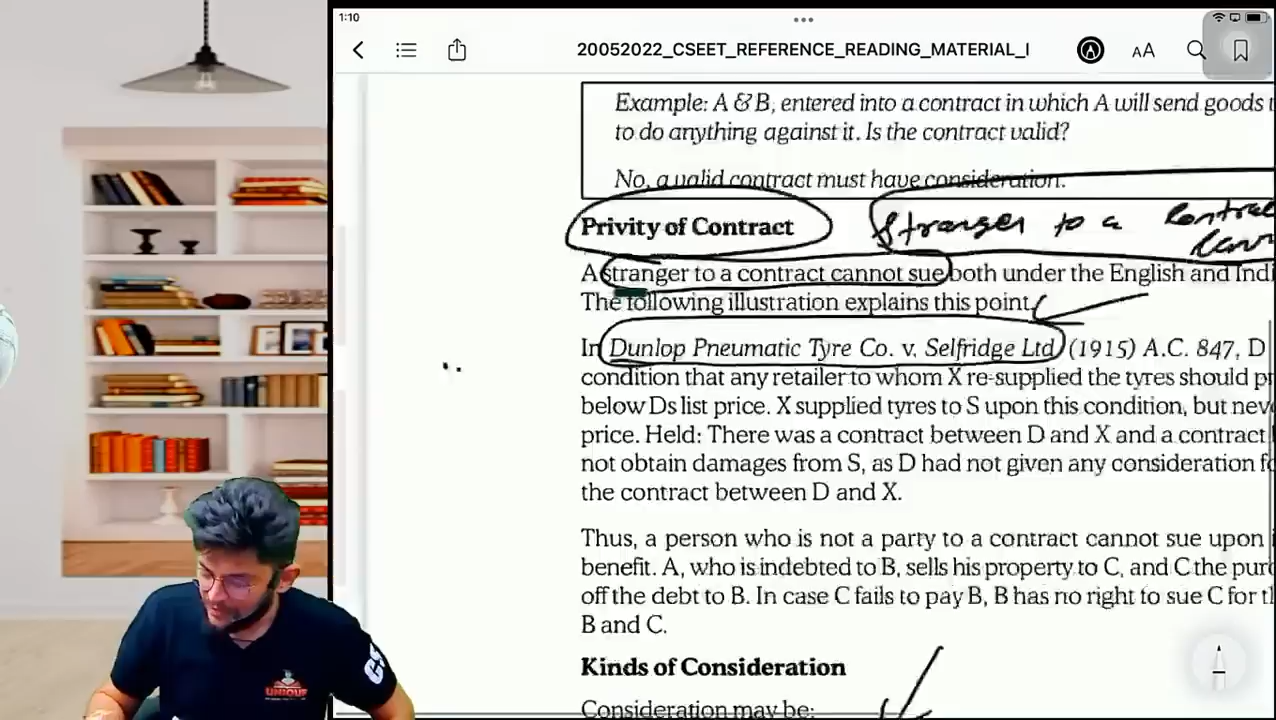 1:10
20052022_CSEET_REFERENCE_READING_MATERIAL_I
AA
Example: A & B, entered into a contract in which A will send goods
to do anything against it. Is the contract valid?
No, a valid contract must have consideration.
Privity of Contract
Stranger to a Contrac
A stranger to a contract cannot sue both under the English and Indi
The following illustration explains this point.
In Dunlop Pneumatic Tyre Co. v. Selfridge Ltd. (1915) A.C. 847, D
condition that any retailer to whom X re-supplied the tyres should pr
below Ds list price. X supplied tyres to S upon this condition, but nev
price. Held: There was a contract between D and X and a contract
not obtain damages from S, as D had not given any consideration fo
the contract between D and X.
Thus, a person who is not a party to a contract cannot sue upon i
benefit. A, who is indebted to B, sells his property to C, and C the purc
off the debt to B. In case C fails to pay B, B has no right to sue C for t
B and C.
Kinds of Consideration
Consideration may be:
CS
UNIQUE